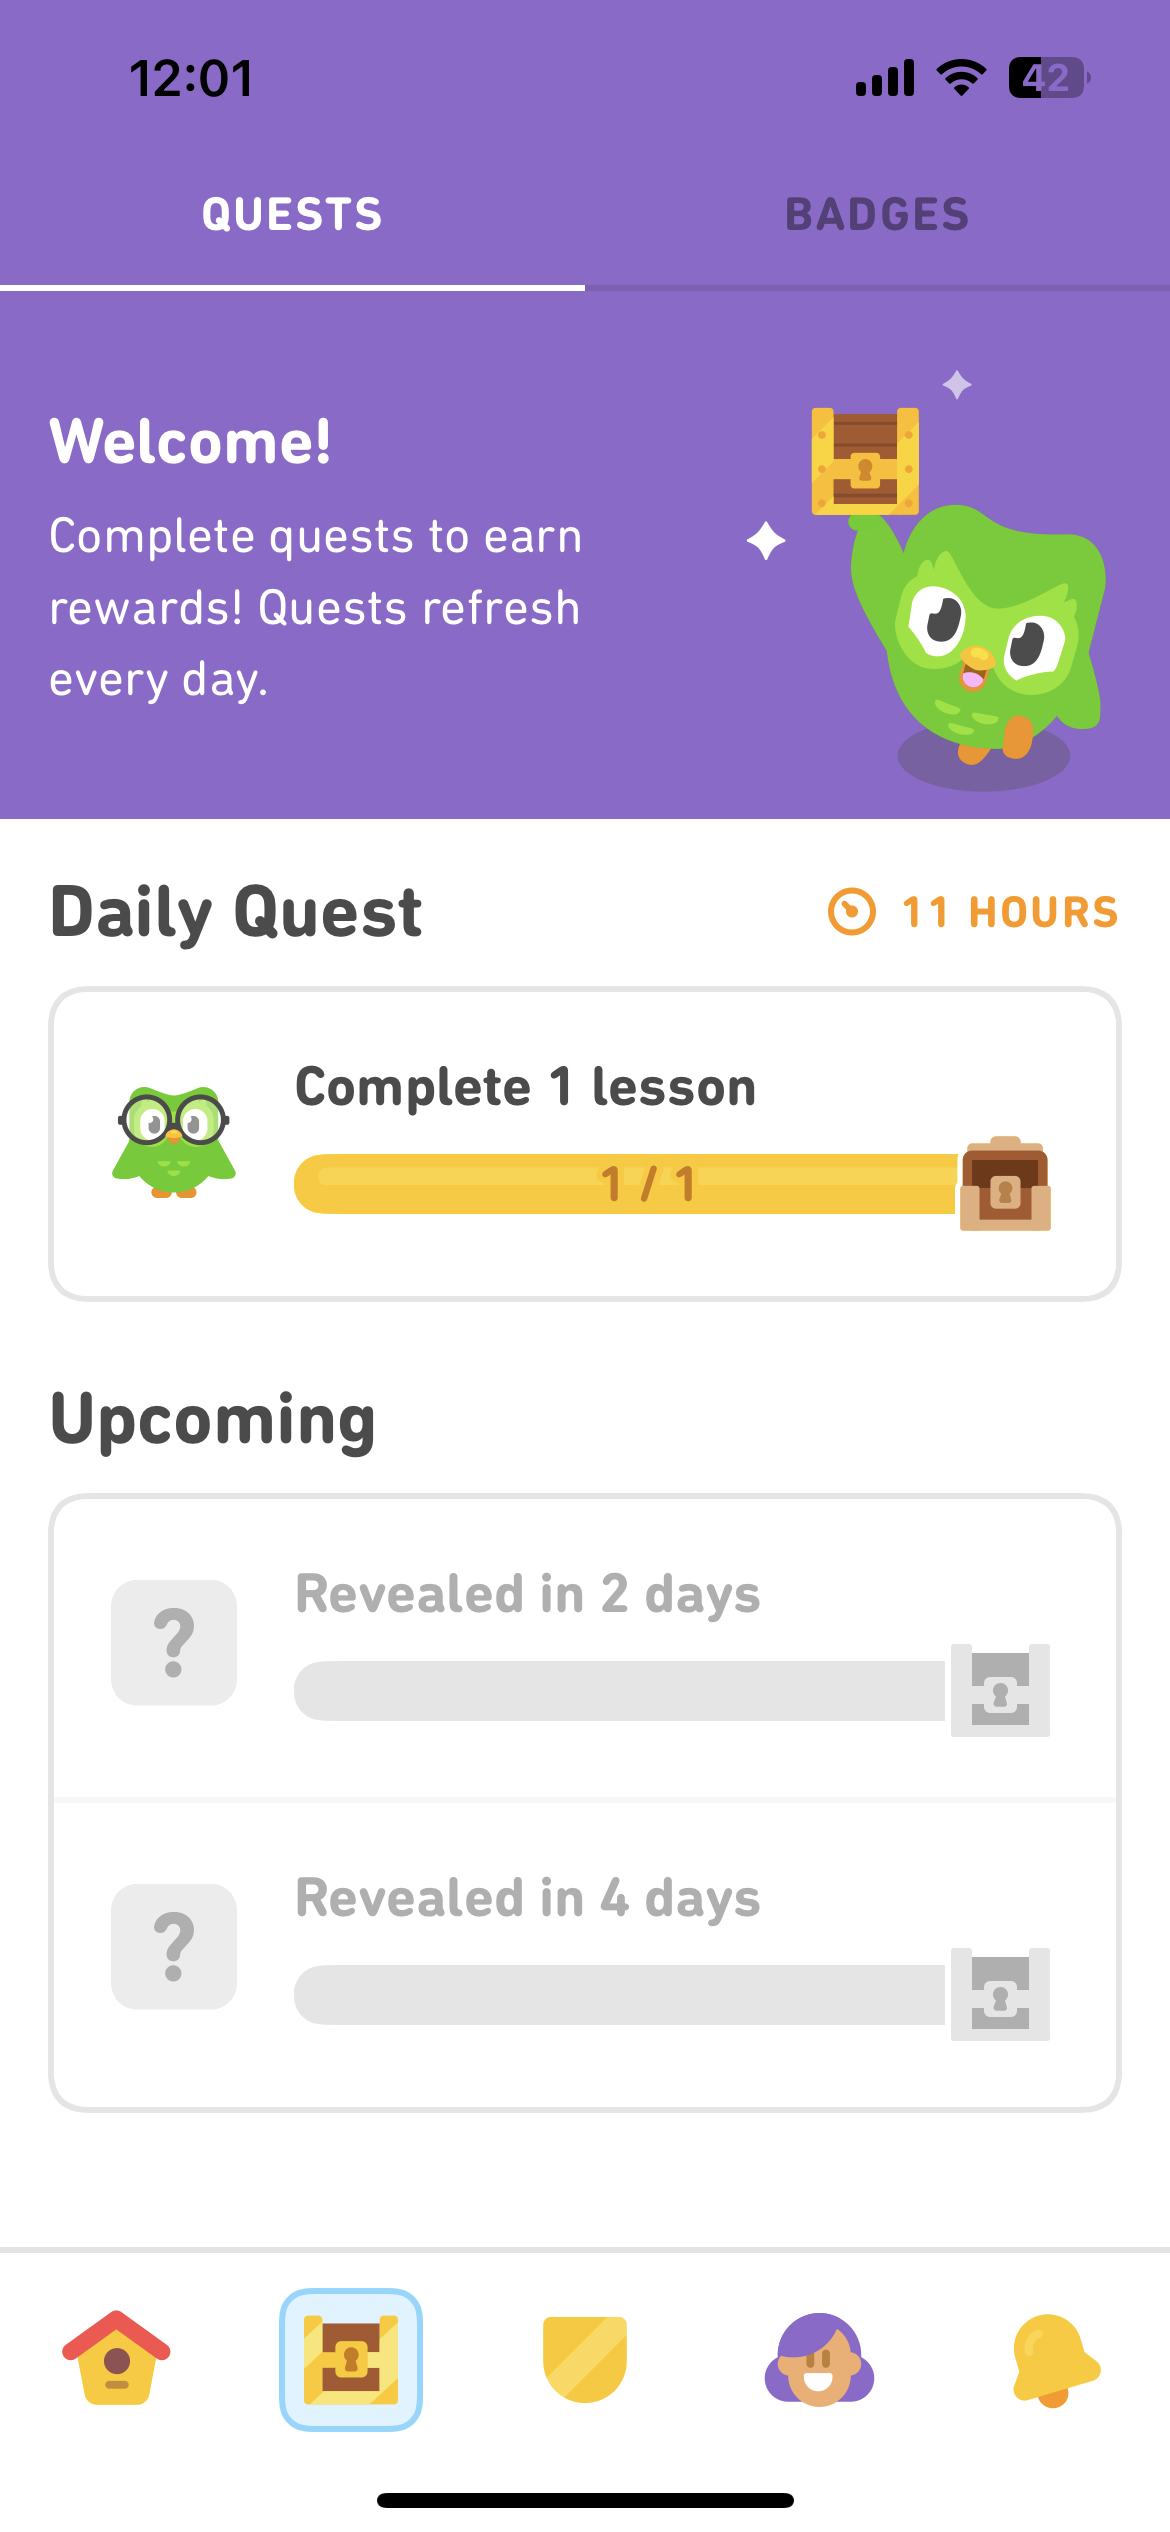 12:01
42
QUESTS
BADGES
Welcome!
Complete quests to earn
rewards! Quests refresh
every day.
Daily Quest
11 HOURS
Complete 1 lesson
1 / 1
Upcoming
?
Revealed in 2 days
?
Revealed in 4 days